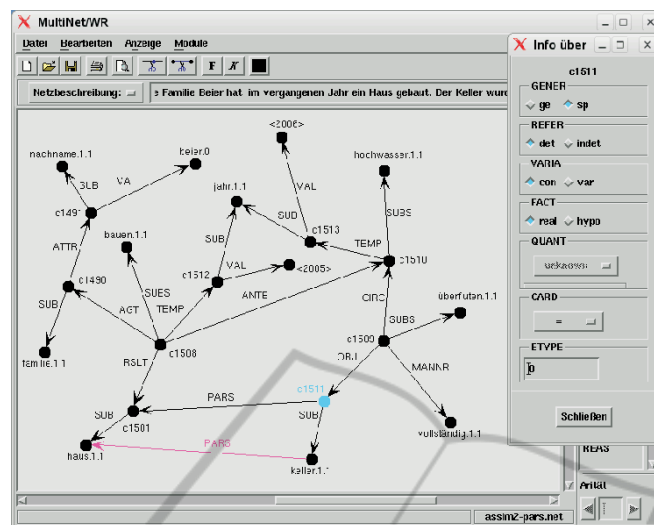 MultiNet/WR
Datei Bearbeiten Anzeige Module
F K
Netzbeschreibung: : Familie Beier hat im vergangenen Jahr ein Haus gebaut. Der Keller wurd
<2006>
nachname.1.1 beier.0 hochwasser.1.1
SUB VA jahr.1.1 VAL
c1491 SUB SUBS
bauen.1.1 c1513
ATTR SUB TEMP c1510
c1490 VAL
c1512 <2005>
SUB AGT SUBS TEMP ANTE CIRC überfluten.1.1
SUBS
familie.1.1 c1508 c1509
RSLT OBJ MANNR
c1511
PARS
SUB SUB
c1501 vollständig.1.1
PARS
haus.1.1
keller.1.1
assim2-pars.net
Info über
c1511
GENER
ge sp
REFER
det indet
VARIA
con var
FACT
real hypo
QUANT
unknown
CARD
=
ETYPE
0
Schließen
REAS
Arität